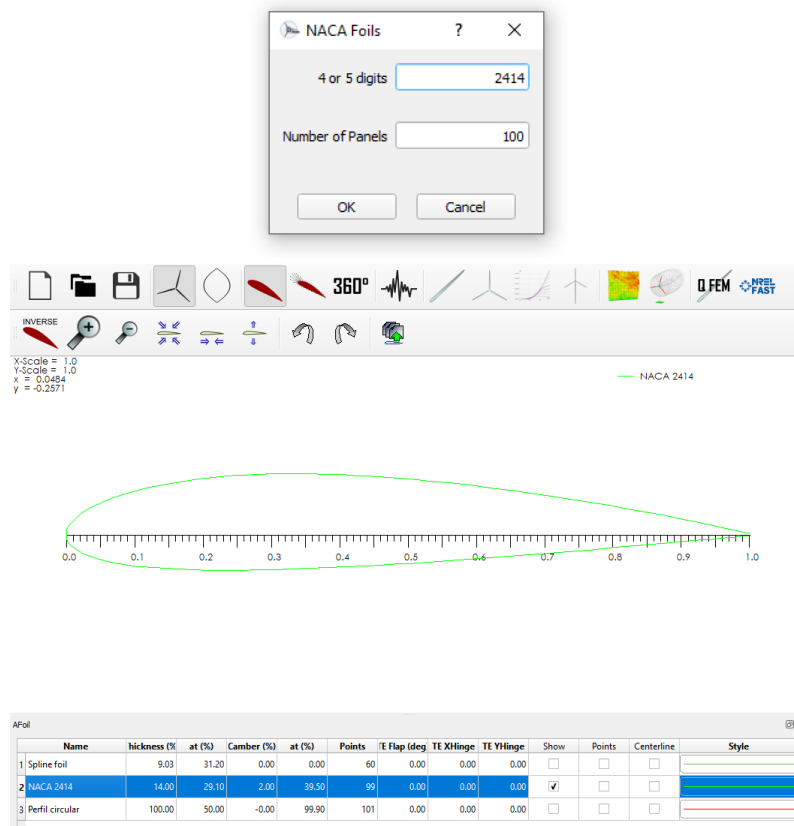 NACA Foils ? ×
4 or 5 digits 2414
Number of Panels 100
OK Cancel
360° Q FEM NREL FAST
INVERSE
X-Scale = 1.0
Y-Scale = 1.0
x = 0.0484
y = -0.2571
NACA 2414
0.0 0.1 0.2 0.3 0.4 0.5 0.6 0.7 0.8 0.9 1.0
AFoil
Name hickness (% at (%) Camber (%) at (%) Points TE Flap (deg TE XHinge TE YHinge Show Points Centerline Style
1 Spline foil 9.03 31.20 0.00 0.00 60 0.00 0.00 0.00
2 NACA 2414 14.00 29.10 2.00 39.50 99 0.00 0.00 0.00
3 Perfil circular 100.00 50.00 -0.00 99.90 101 0.00 0.00 0.00